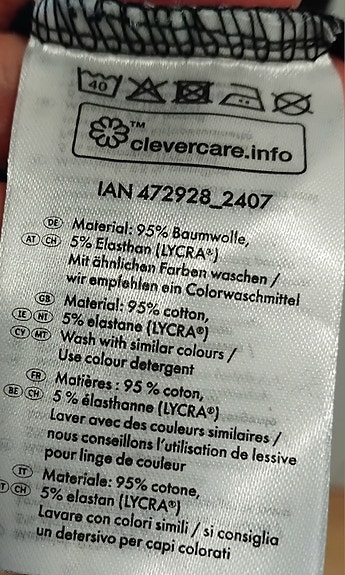 40
™
clevercare.info
IAN 472928_2407
DE Material: 95% Baumwolle,
AT CH 5% Elasthan (LYCRA®)
Mit ähnlichen Farben waschen /
wir empfehlen ein Colorwaschmittel
GB Material: 95% cotton,
IE NI 5% elastane (LYCRA®)
CY MT Wash with similar colours /
Use colour detergent
FR Matières : 95 % coton,
BE CH 5 % élasthanne (LYCRA®)
Laver avec des couleurs similaires /
nous conseillons l'utilisation de lessive
pour linge de couleur
IT Materiale: 95% cotone,
CH 5% elastan (LYCRA®)
Lavare con colori simili / si consiglia
un detersivo per capi colorati